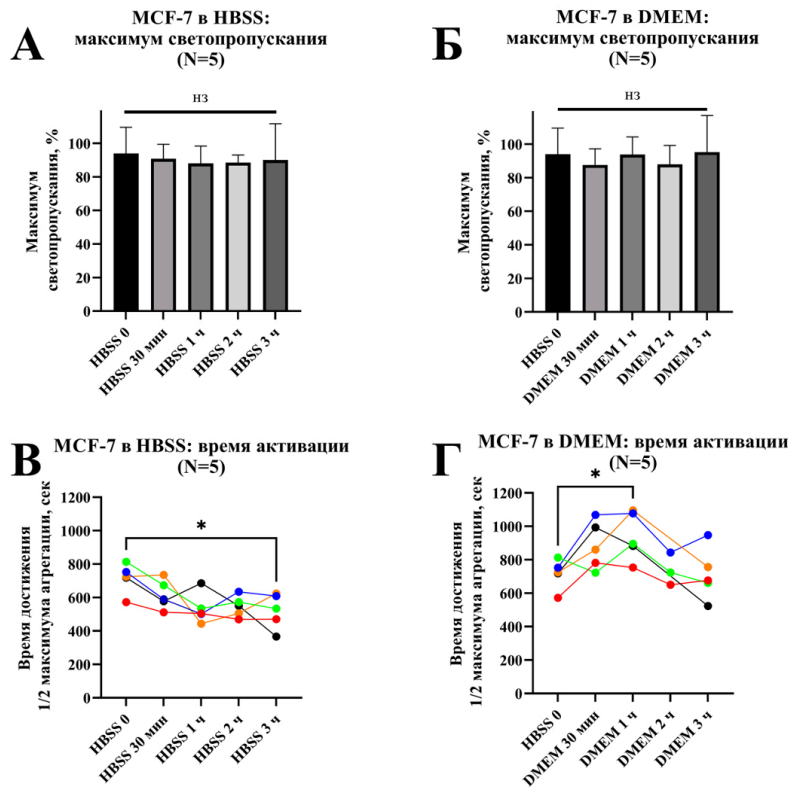 А
MCF-7 в HBSS:
максимум светопропускания
(N=5)
нз
Максимум
светопропускания, %
100
80
60
40
20
0
HBSS 0
HBSS 30 мин
HBSS 1 ч
HBSS 2 ч
HBSS 3 ч
Б
MCF-7 в DMEM:
максимум светопропускания
(N=5)
нз
Максимум
светопропускания, %
100
80
60
40
20
0
HBSS 0
DMEM 30 мин
DMEM 1 ч
DMEM 2 ч
DMEM 3 ч
В
MCF-7 в HBSS: время активации
(N=5)
*
Время достижения
1/2 максимума агрегации, сек
1200
1000
800
600
400
200
0
HBSS 0
HBSS 30 мин
HBSS 1 ч
HBSS 2 ч
HBSS 3 ч
Г
MCF-7 в DMEM: время активации
(N=5)
*
Время достижения
1/2 максимума агрегации, сек
1200
1000
800
600
400
200
0
HBSS 0
DMEM 30 мин
DMEM 1 ч
DMEM 2 ч
DMEM 3 ч